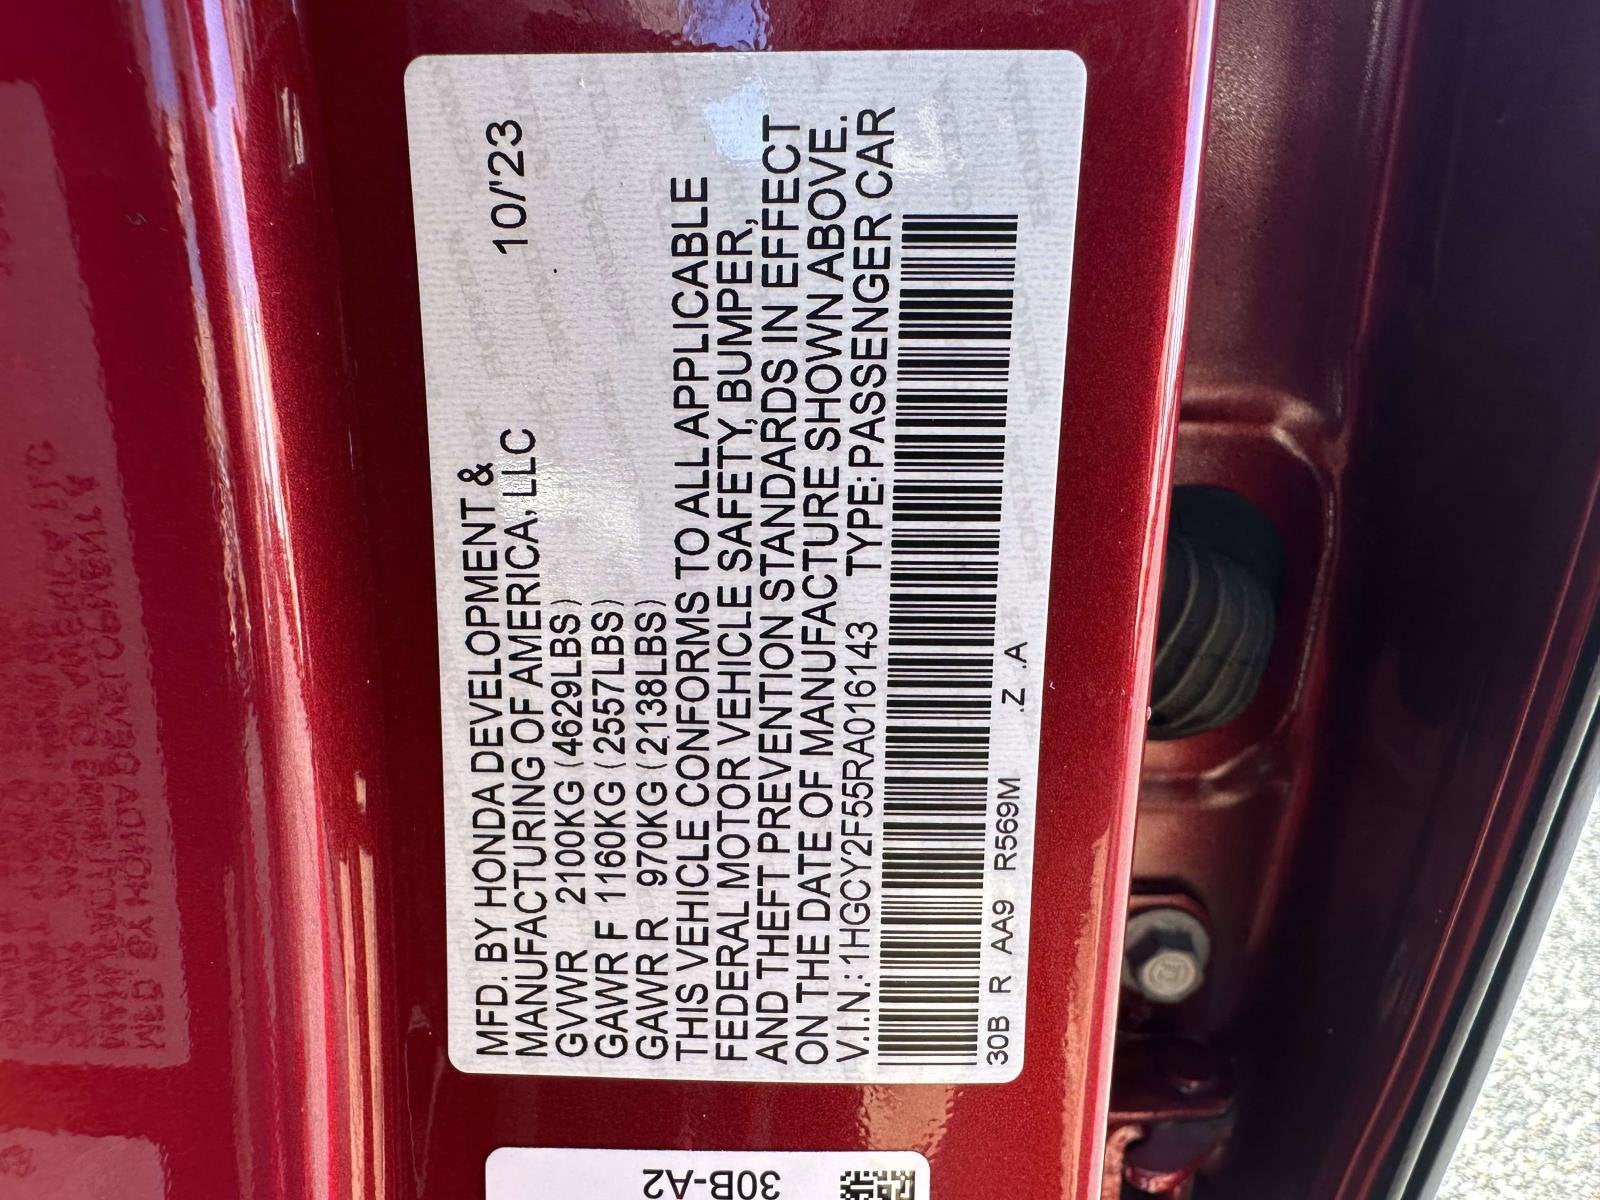 MFD. BY HONDA DEVELOPMENT &
MANUFACTURING OF AMERICA, LLC 10/'23
GVWR 2100KG (4629LBS)
GAWR F 1160KG (2557LBS)
GAWR R 970KG (2138LBS)
THIS VEHICLE CONFORMS TO ALL APPLICABLE
FEDERAL MOTOR VEHICLE SAFETY, BUMPER,
AND THEFT PREVENTION STANDARDS IN EFFECT
ON THE DATE OF MANUFACTURE SHOWN ABOVE.
V.I.N.:1HGCY2F55RA016143 TYPE:PASSENGER CAR
30B R AA9 R569M .Z .A
30B-A2